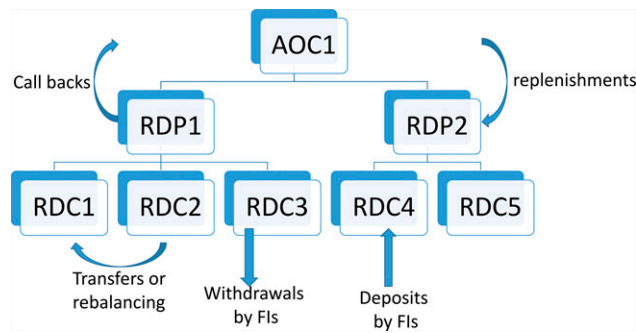 AOC1
Call backs
replenishments
RDP1
RDP2
RDC1
RDC2
RDC3
RDC4
RDC5
Transfers or
rebalancing
Withdrawals
by FIs
Deposits
by FIs